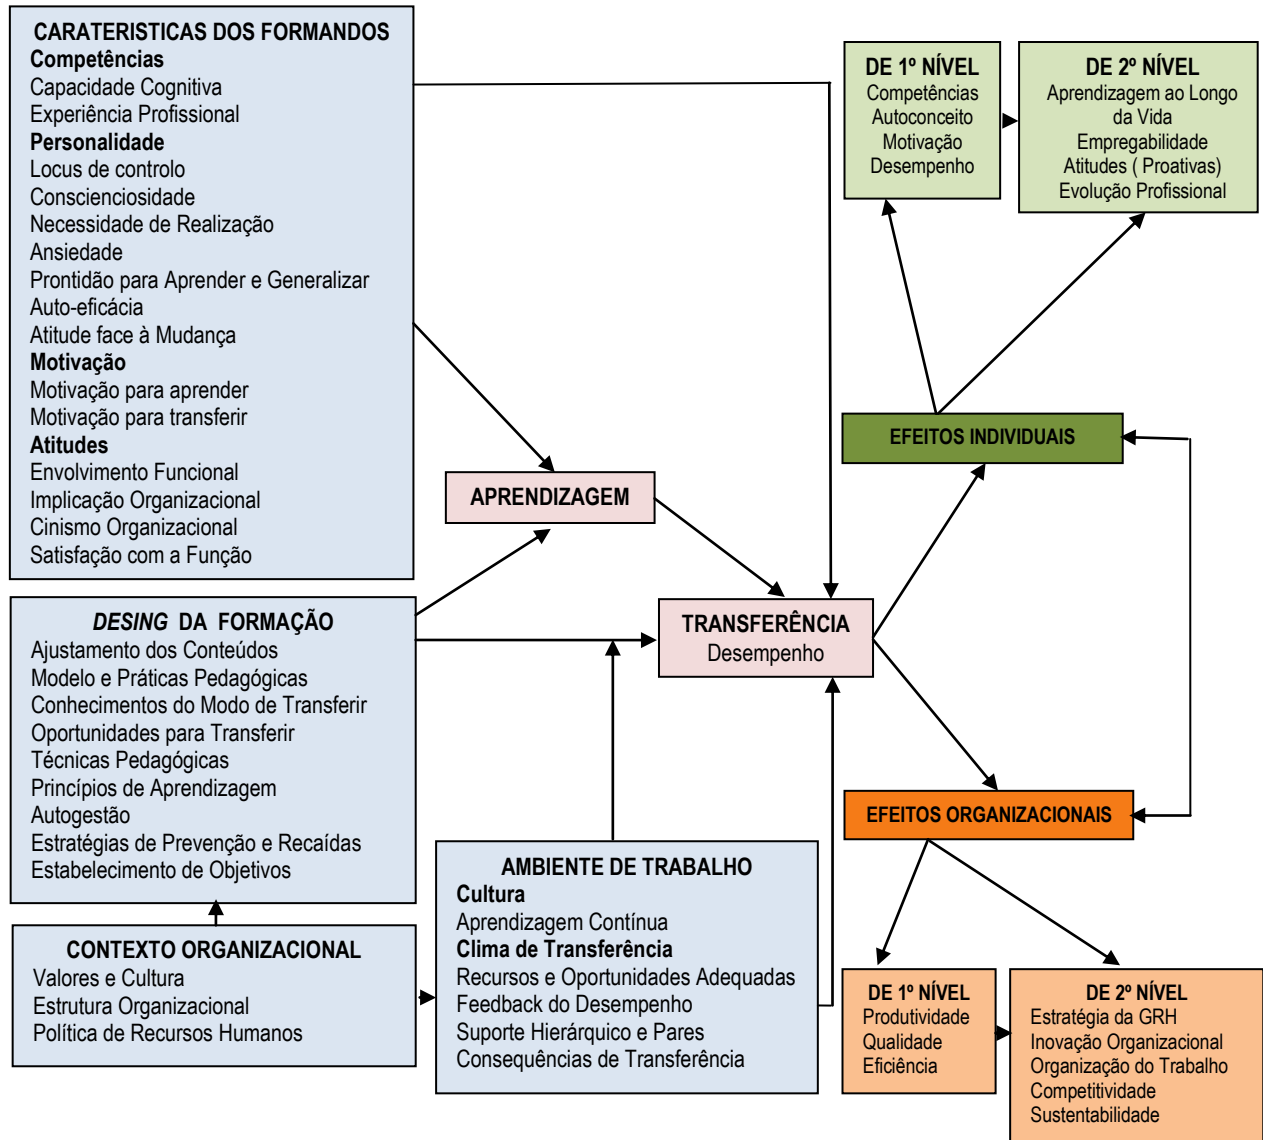 CARATERISTICAS DOS FORMANDOS
Competências
Capacidade Cognitiva
Experiência Profissional
Personalidade
Locus de controlo
Conscienciosidade
Necessidade de Realização
Ansiedade
Prontidão para Aprender e Generalizar
Auto-eficácia
Atitude face à Mudança
Motivação
Motivação para aprender
Motivação para transferir
Atitudes
Envolvimento Funcional
Implicação Organizacional
Cinismo Organizacional
Satisfação com a Função
DESING DA FORMAÇÃO
Ajustamento dos Conteúdos
Modelo e Práticas Pedagógicas
Conhecimentos do Modo de Transferir
Oportunidades para Transferir
Técnicas Pedagógicas
Princípios de Aprendizagem
Autogestão
Estratégias de Prevenção e Recaídas
Estabelecimento de Objetivos
CONTEXTO ORGANIZACIONAL
Valores e Cultura
Estrutura Organizacional
Política de Recursos Humanos
AMBIENTE DE TRABALHO
Cultura
Aprendizagem Contínua
Clima de Transferência
Recursos e Oportunidades Adequadas
Feedback do Desempenho
Suporte Hierárquico e Pares
Consequências de Transferência
APRENDIZAGEM
TRANSFERÊNCIA
Desempenho
DE 1º NÍVEL
Competências
Autoconceito
Motivação
Desempenho
DE 2º NÍVEL
Aprendizagem ao Longo
da Vida
Empregabilidade
Atitudes ( Proativas)
Evolução Profissional
EFEITOS INDIVIDUAIS
EFEITOS ORGANIZACIONAIS
DE 1º NÍVEL
Produtividade
Qualidade
Eficiência
DE 2º NÍVEL
Estratégia da GRH
Inovação Organizacional
Organização do Trabalho
Competitividade
Sustentabilidade